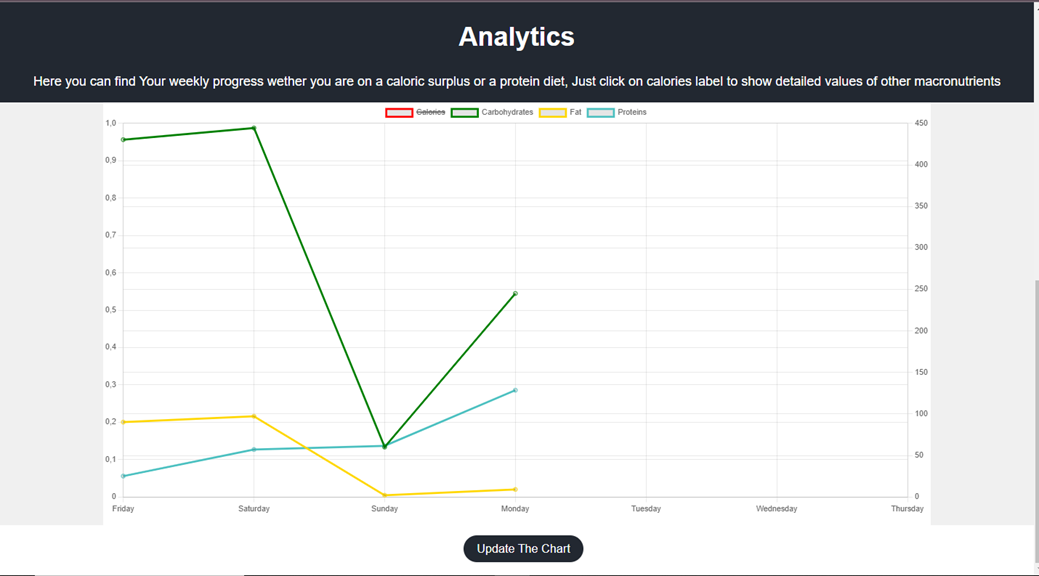 Analytics
Here you can find Your weekly progress wether you are on a caloric surplus or a protein diet, Just click on calories label to show detailed values of other macronutrients
Calories Carbohydrates Fat Proteins
1,0 450
0,9 400
0,8 350
0,7 300
0,6 250
0,5 200
0,4 150
0,3 100
0,2 50
0,1 0
0
Friday Saturday Sunday Monday Tuesday Wednesday Thursday
Update The Chart